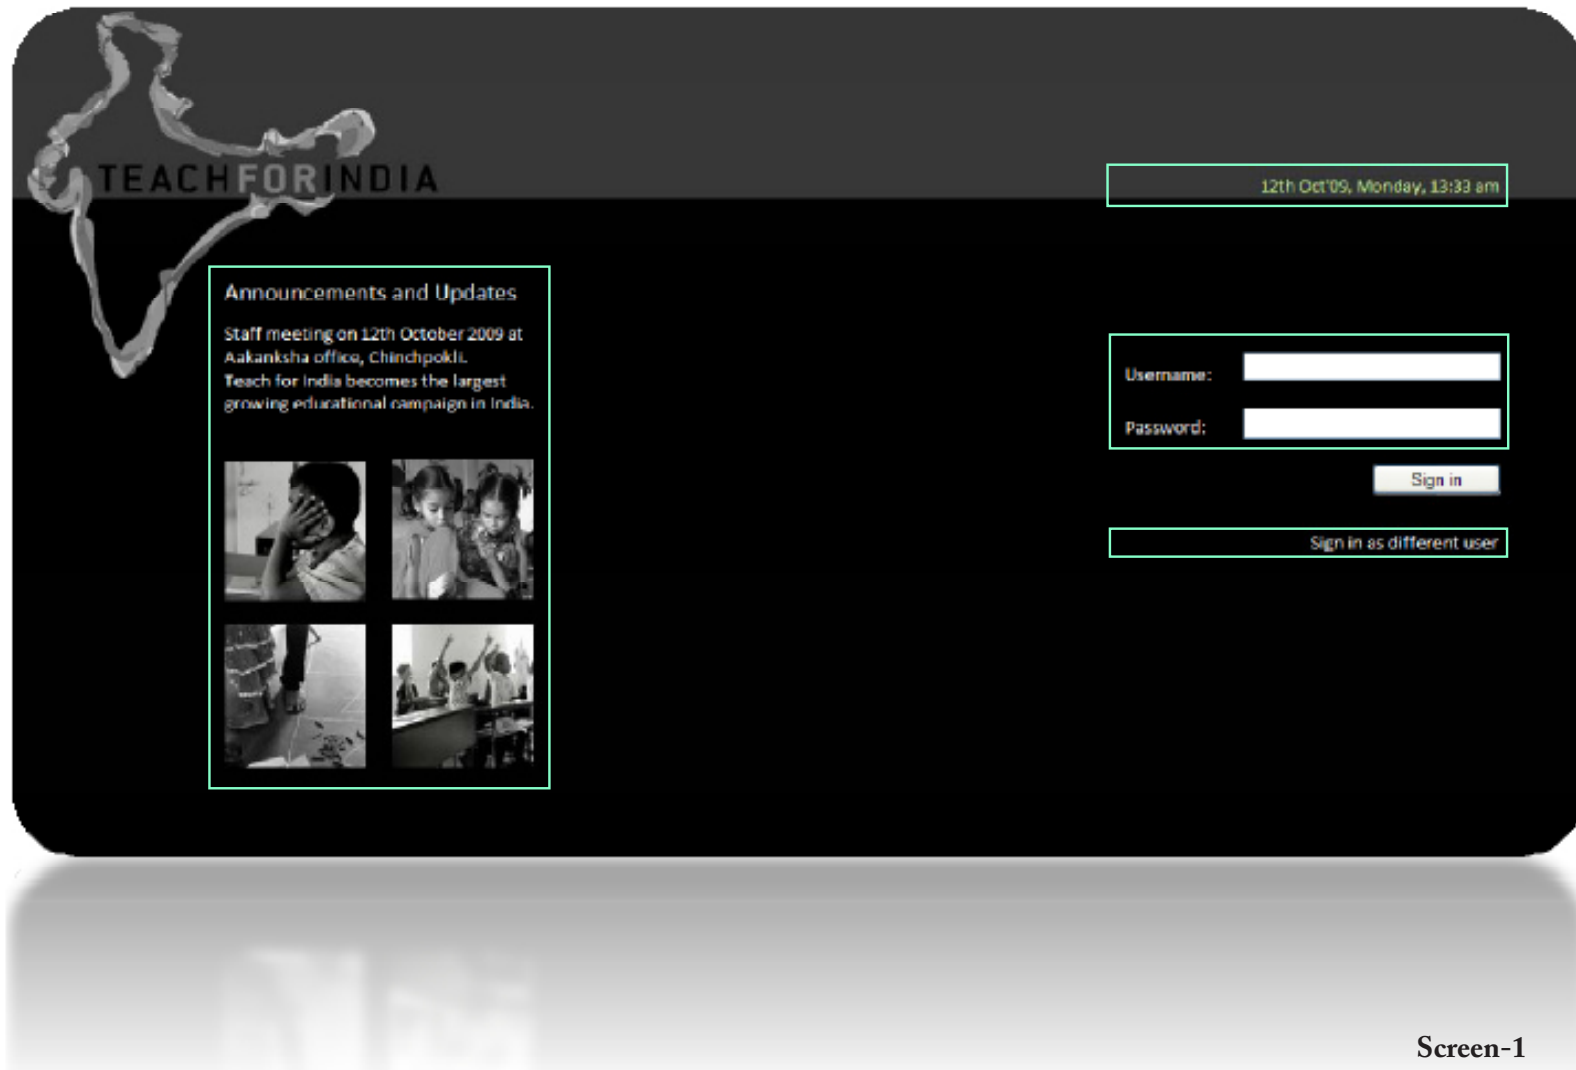 TEACHFORINDIA
12th Oct'09, Monday, 13:33 am
Announcements and Updates
Staff meeting on 12th October 2009 at
Aakanksha office, Chinchpokli.
Teach for India becomes the largest
growing educational campaign in India.
Username:
Password:
Sign in
Sign in as different user
Screen-1